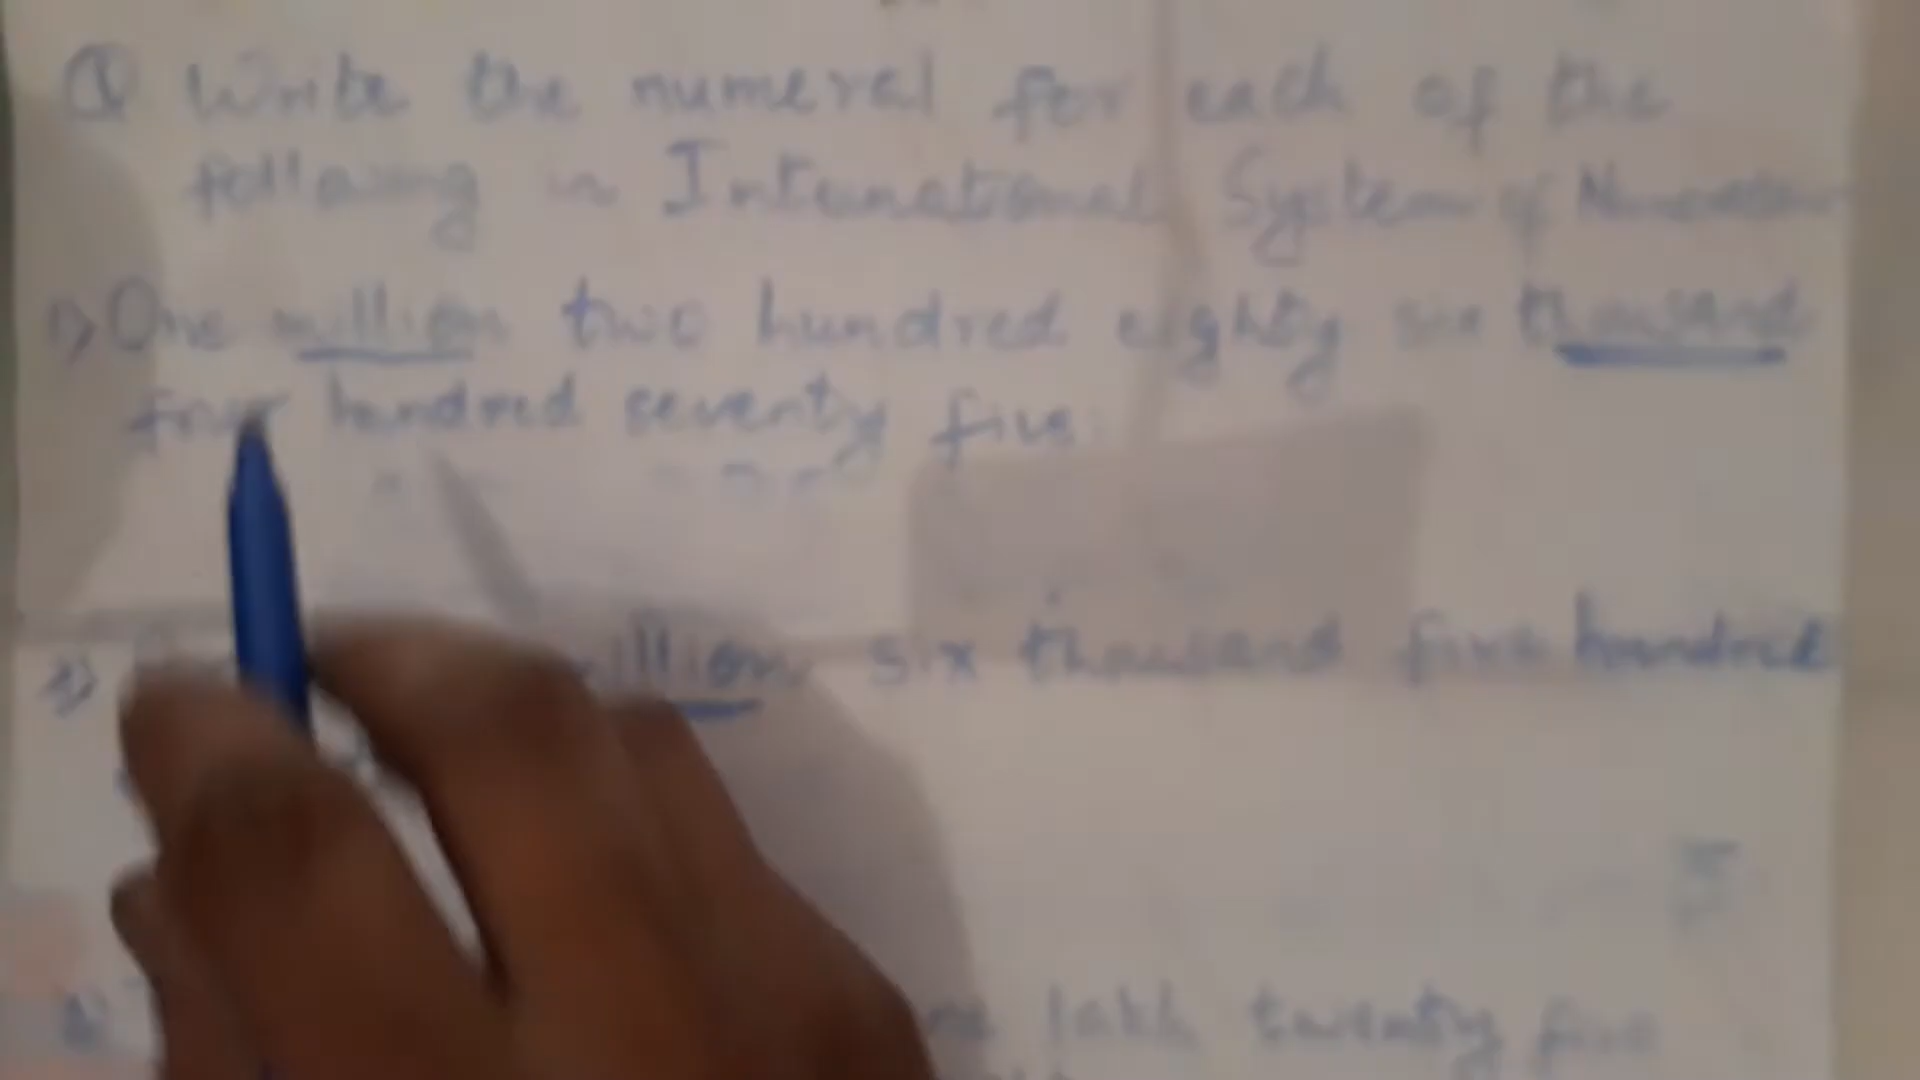 Q Write the numeral for each of the
following in International System of Numeration
1) One million two hundred eighty six thousand
four hundred seventy five.
2) million six thousand five hundred
lakh twenty five